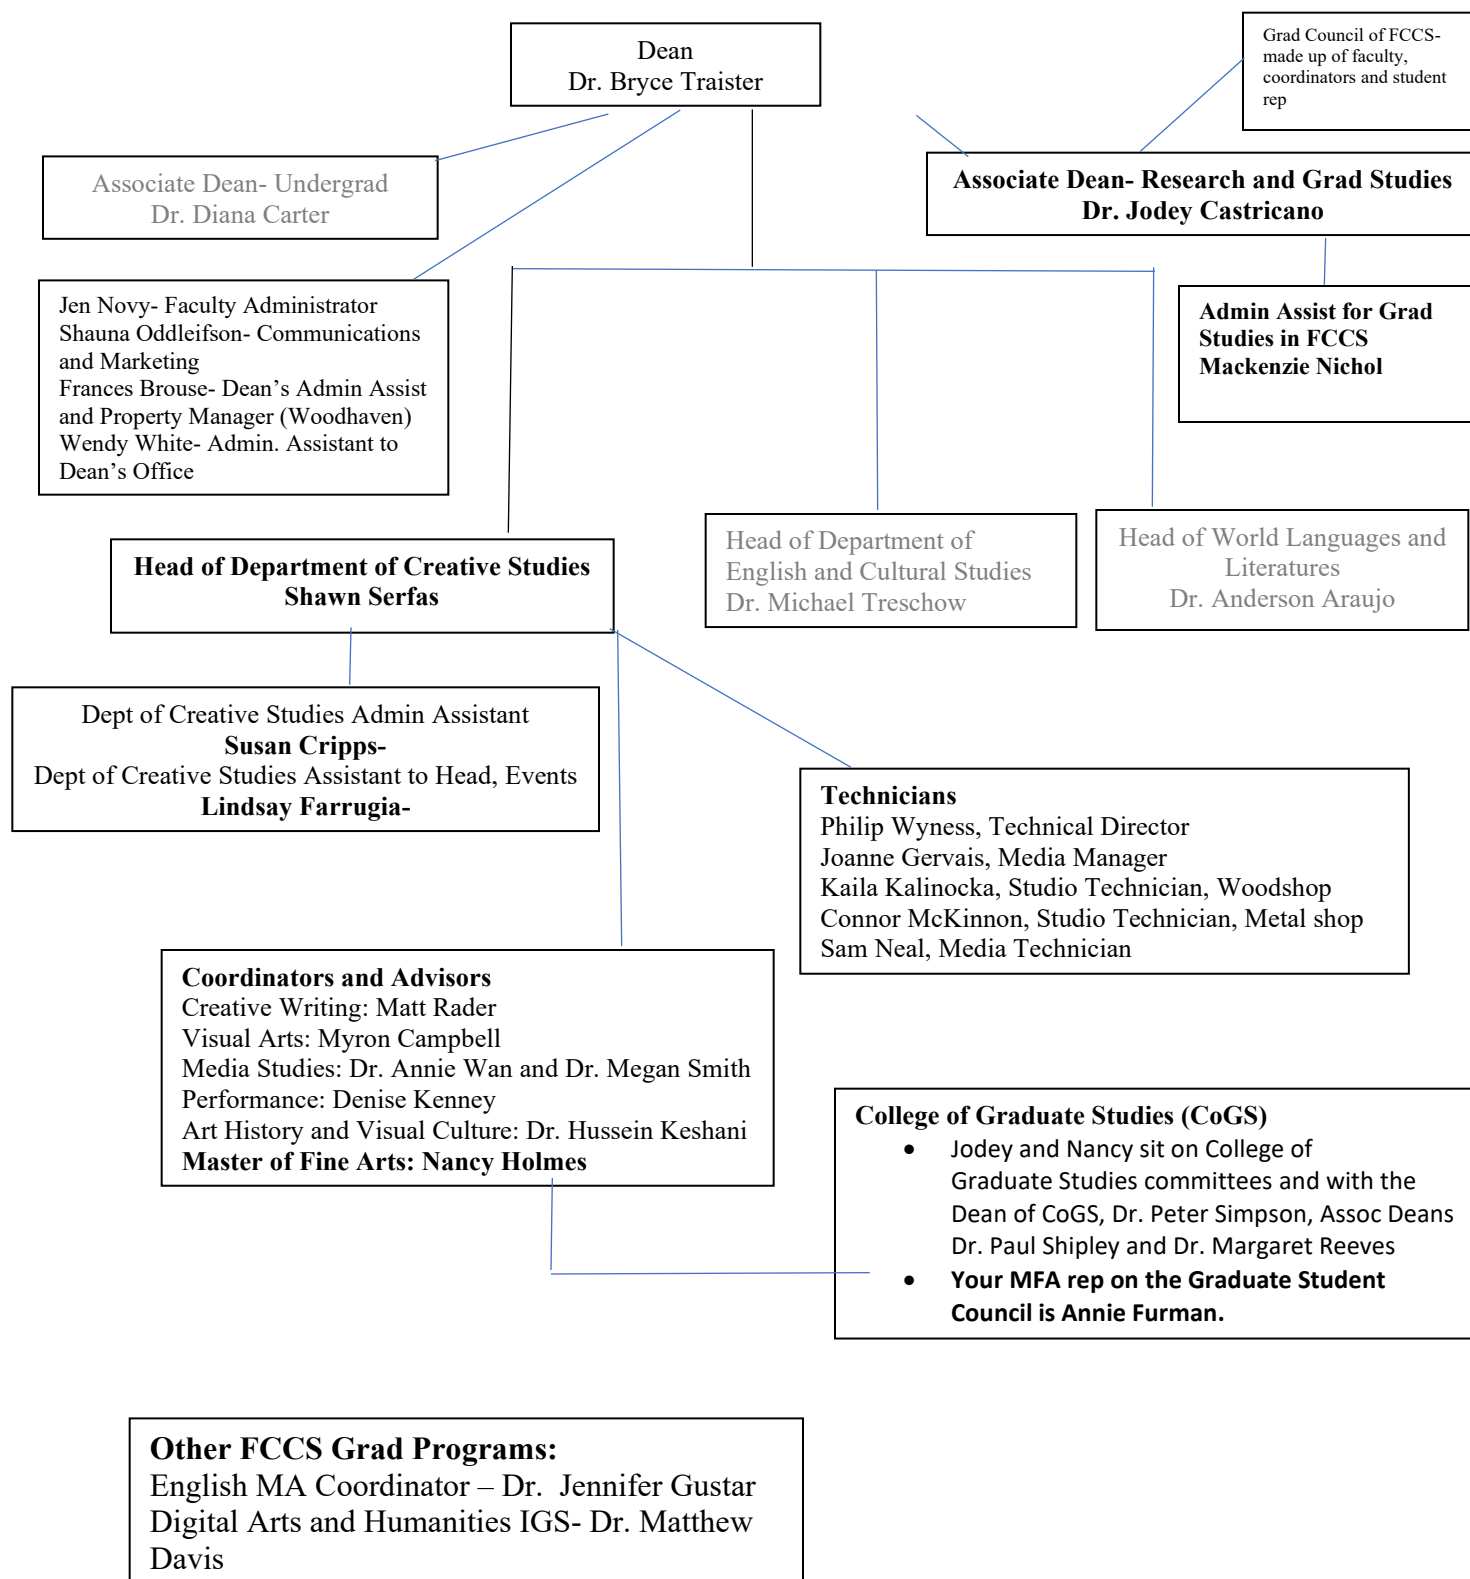 Dean
Dr. Bryce Traister
Grad Council of FCCS-
made up of faculty,
coordinators and student
rep
Associate Dean- Undergrad
Dr. Diana Carter
Associate Dean- Research and Grad Studies
Dr. Jodey Castricano
Jen Novy- Faculty Administrator
Shauna Oddleifson- Communications
and Marketing
Frances Brouse- Dean’s Admin Assist
and Property Manager (Woodhaven)
Wendy White- Admin. Assistant to
Dean’s Office
Admin Assist for Grad
Studies in FCCS
Mackenzie Nichol
Head of Department of Creative Studies
Shawn Serfas
Head of Department of
English and Cultural Studies
Dr. Michael Treschow
Head of World Languages and
Literatures
Dr. Anderson Araujo
Dept of Creative Studies Admin Assistant
Susan Cripps-
Dept of Creative Studies Assistant to Head, Events
Lindsay Farrugia-
Technicians
Philip Wyness, Technical Director
Joanne Gervais, Media Manager
Kaila Kalinocka, Studio Technician, Woodshop
Connor McKinnon, Studio Technician, Metal shop
Sam Neal, Media Technician
Coordinators and Advisors
Creative Writing: Matt Rader
Visual Arts: Myron Campbell
Media Studies: Dr. Annie Wan and Dr. Megan Smith
Performance: Denise Kenney
Art History and Visual Culture: Dr. Hussein Keshani
Master of Fine Arts: Nancy Holmes
College of Graduate Studies (CoGS)
• Jodey and Nancy sit on College of
Graduate Studies committees and with the
Dean of CoGS, Dr. Peter Simpson, Assoc Deans
Dr. Paul Shipley and Dr. Margaret Reeves
• Your MFA rep on the Graduate Student
Council is Annie Furman.
Other FCCS Grad Programs:
English MA Coordinator – Dr. Jennifer Gustar
Digital Arts and Humanities IGS- Dr. Matthew
Davis